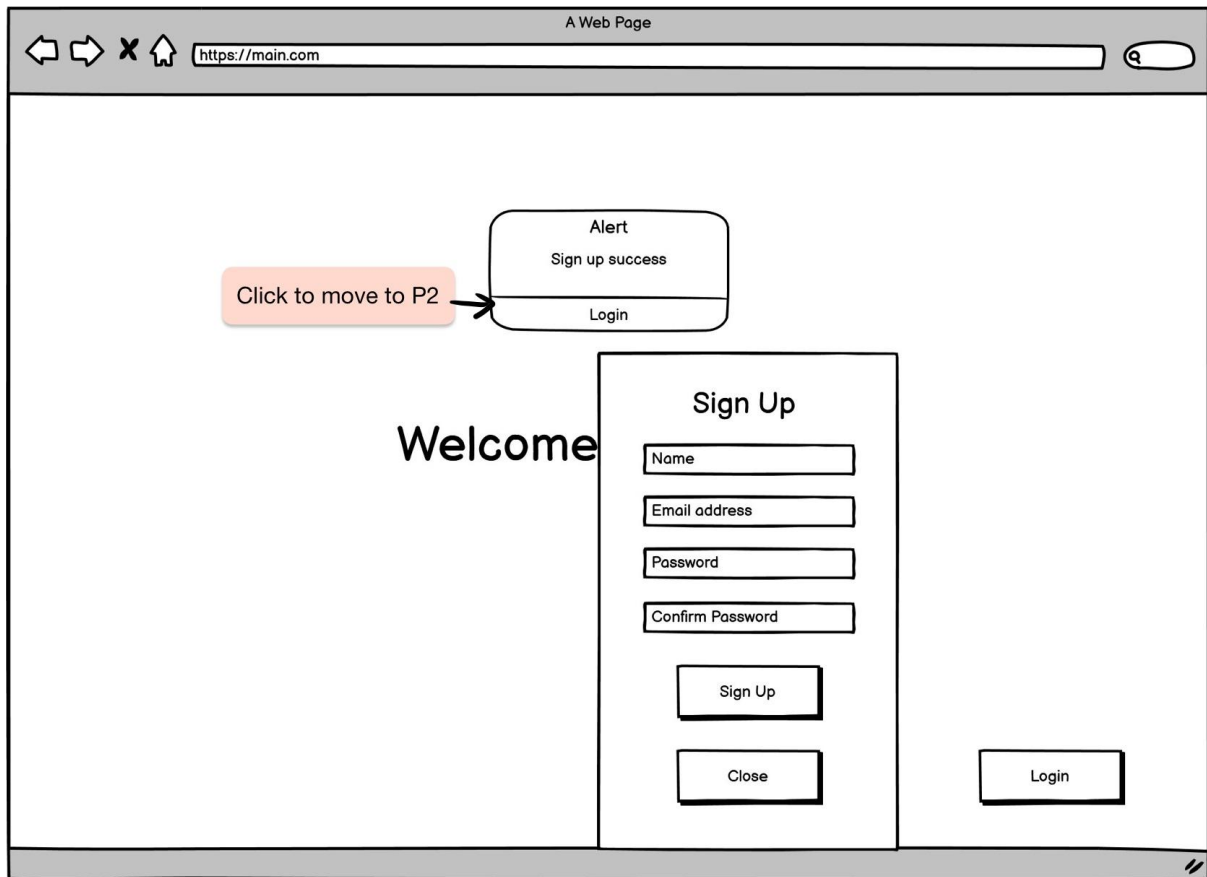 A Web Page
https://main.com
Alert
Sign up success
Click to move to P2
Login
Welcome
Sign Up
Name
Email address
Password
Confirm Password
Sign Up
Close
Login